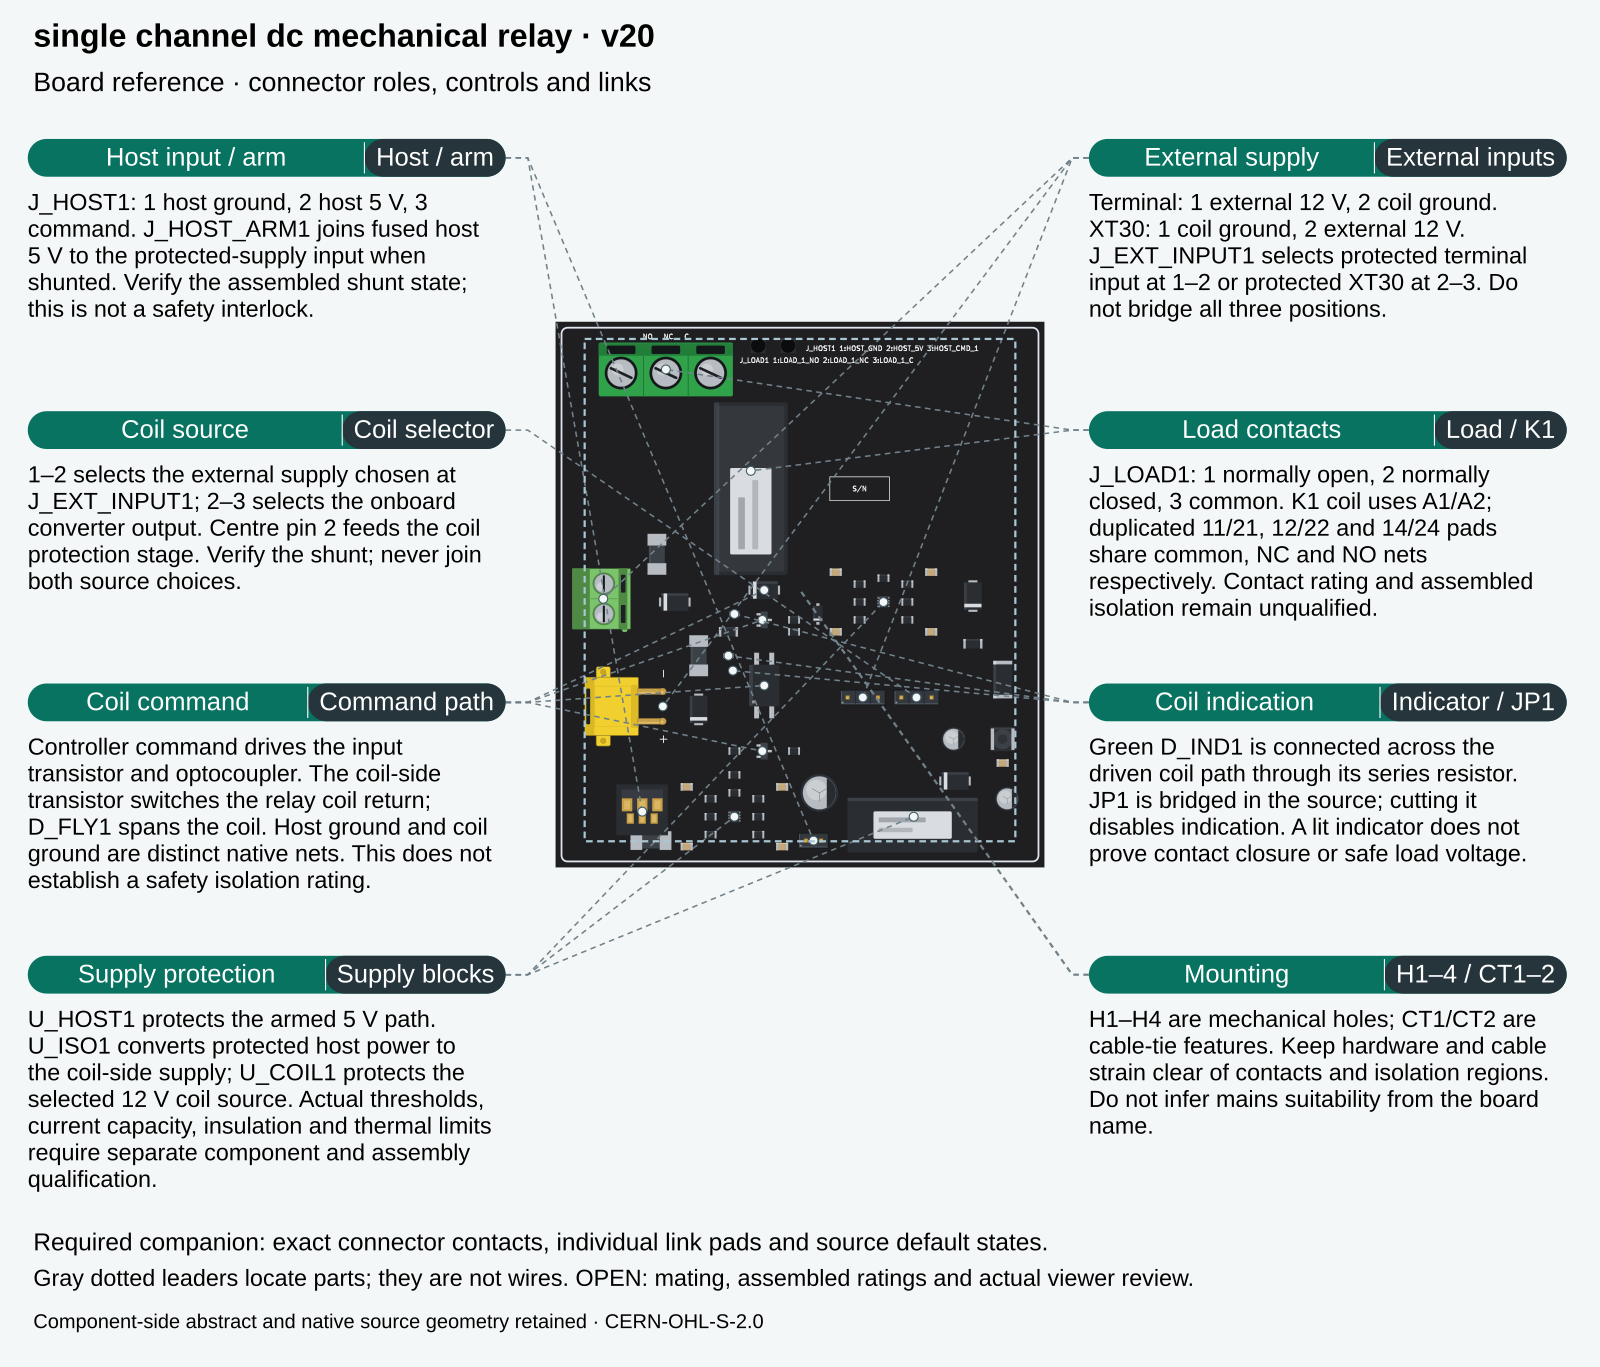 single channel dc mechanical relay · v20
Board reference · connector roles, controls and links
Host input / arm
Host / arm
J_HOST1: 1 host ground, 2 host 5 V, 3
command. J_HOST_ARM1 joins fused host
5 V to the protected-supply input when
shunted. Verify the assembled shunt state;
this is not a safety interlock.
Coil source
Coil selector
1–2 selects the external supply chosen at
J_EXT_INPUT1; 2–3 selects the onboard
converter output. Centre pin 2 feeds the coil
protection stage. Verify the shunt; never join
both source choices.
Coil command
Command path
Controller command drives the input
transistor and optocoupler. The coil-side
transistor switches the relay coil return;
D_FLY1 spans the coil. Host ground and coil
ground are distinct native nets. This does not
establish a safety isolation rating.
Supply protection
Supply blocks
U_HOST1 protects the armed 5 V path.
U_ISO1 converts protected host power to
the coil-side supply; U_COIL1 protects the
selected 12 V coil source. Actual thresholds,
current capacity, insulation and thermal limits
require separate component and assembly
qualification.
NO NC C
J_HOST1 1:HOST_GND 2:HOST_5V 3:HOST_CMD_1
J_LOAD1 1:LOAD_1_NO 2:LOAD_1_NC 3:LOAD_1_C
S/N
+
External supply
External inputs
Terminal: 1 external 12 V, 2 coil ground.
XT30: 1 coil ground, 2 external 12 V.
J_EXT_INPUT1 selects protected terminal
input at 1–2 or protected XT30 at 2–3. Do
not bridge all three positions.
Load contacts
Load / K1
J_LOAD1: 1 normally open, 2 normally
closed, 3 common. K1 coil uses A1/A2;
duplicated 11/21, 12/22 and 14/24 pads
share common, NC and NO nets
respectively. Contact rating and assembled
isolation remain unqualified.
Coil indication
Indicator / JP1
Green D_IND1 is connected across the
driven coil path through its series resistor.
JP1 is bridged in the source; cutting it
disables indication. A lit indicator does not
prove contact closure or safe load voltage.
Mounting
H1–4 / CT1–2
H1–H4 are mechanical holes; CT1/CT2 are
cable-tie features. Keep hardware and cable
strain clear of contacts and isolation regions.
Do not infer mains suitability from the board
name.
Required companion: exact connector contacts, individual link pads and source default states.
Gray dotted leaders locate parts; they are not wires. OPEN: mating, assembled ratings and actual viewer review.
Component-side abstract and native source geometry retained · CERN-OHL-S-2.0